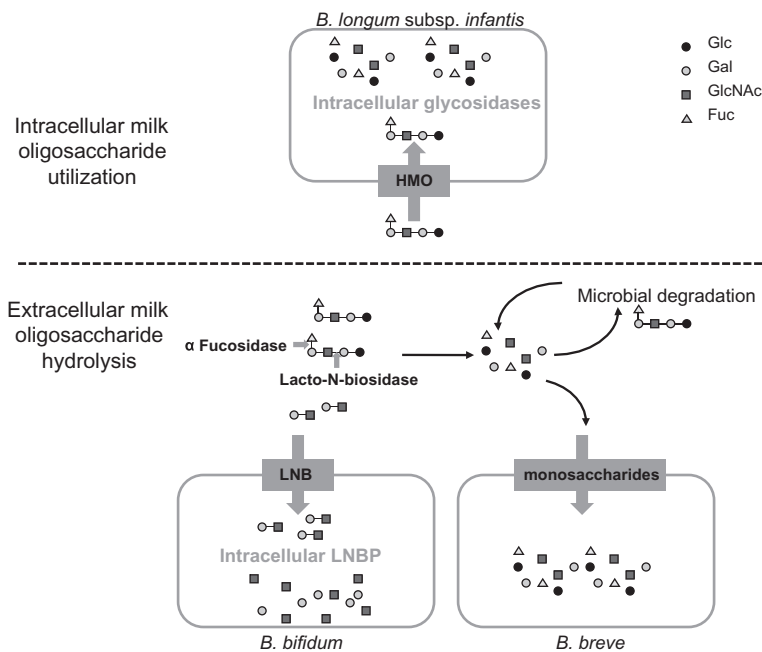 B. longum subsp. infantis
Glc
Gal
GlcNAc
Fuc
Intracellular glycosidases
Intracellular milk
oligosaccharide
utilization
HMO
Extracellular milk
oligosaccharide
hydrolysis
Microbial degradation
α Fucosidase
Lacto-N-biosidase
LNB
monosaccharides
Intracellular LNBP
B. bifidum
B. breve